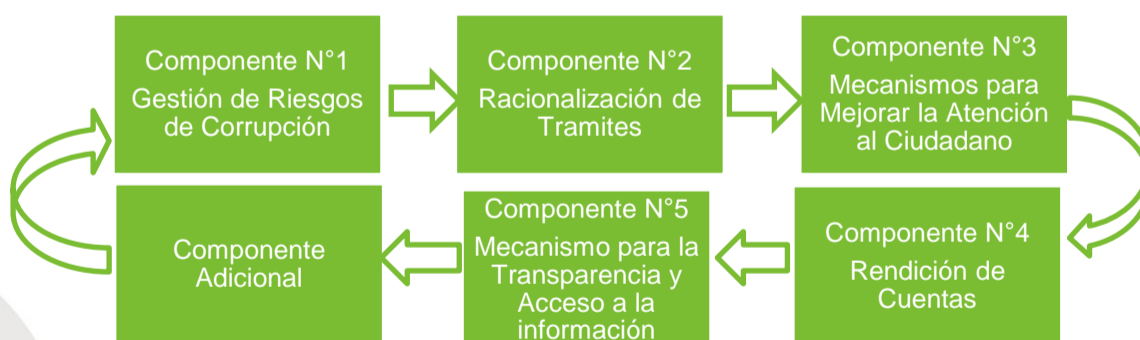 Componente N°1
Gestión de Riesgos
de Corrupción
Componente N°2
Racionalización de
Tramites
Componente N°3
Mecanismos para
Mejorar la Atención
al Ciudadano
Componente N°4
Rendición de
Cuentas
Componente N°5
Mecanismo para la
Transparencia y
Acceso a la
información
Componente
Adicional